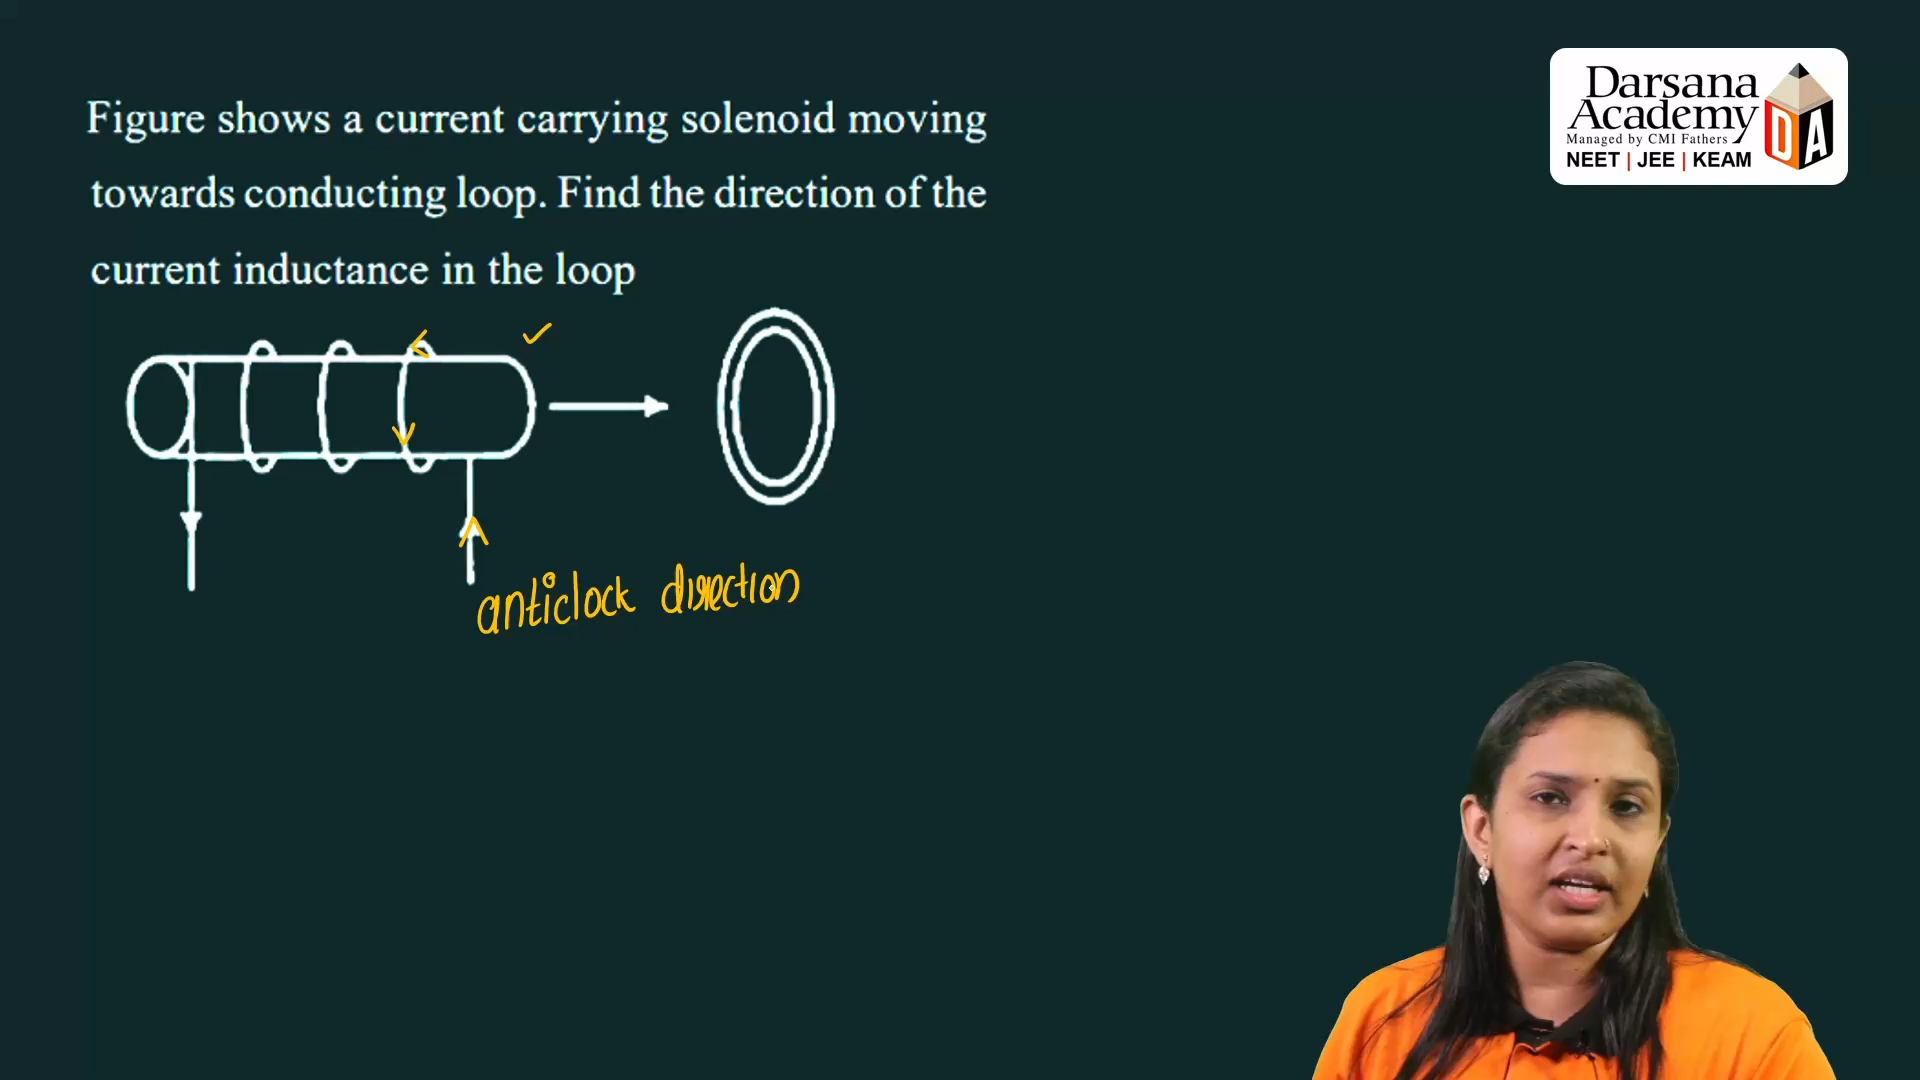 Figure shows a current carrying solenoid moving
towards conducting loop. Find the direction of the
current inductance in the loop
anticlock direction
Darsana
Academy
Managed by CMI Fathers
NEET | JEE | KEAM
DA